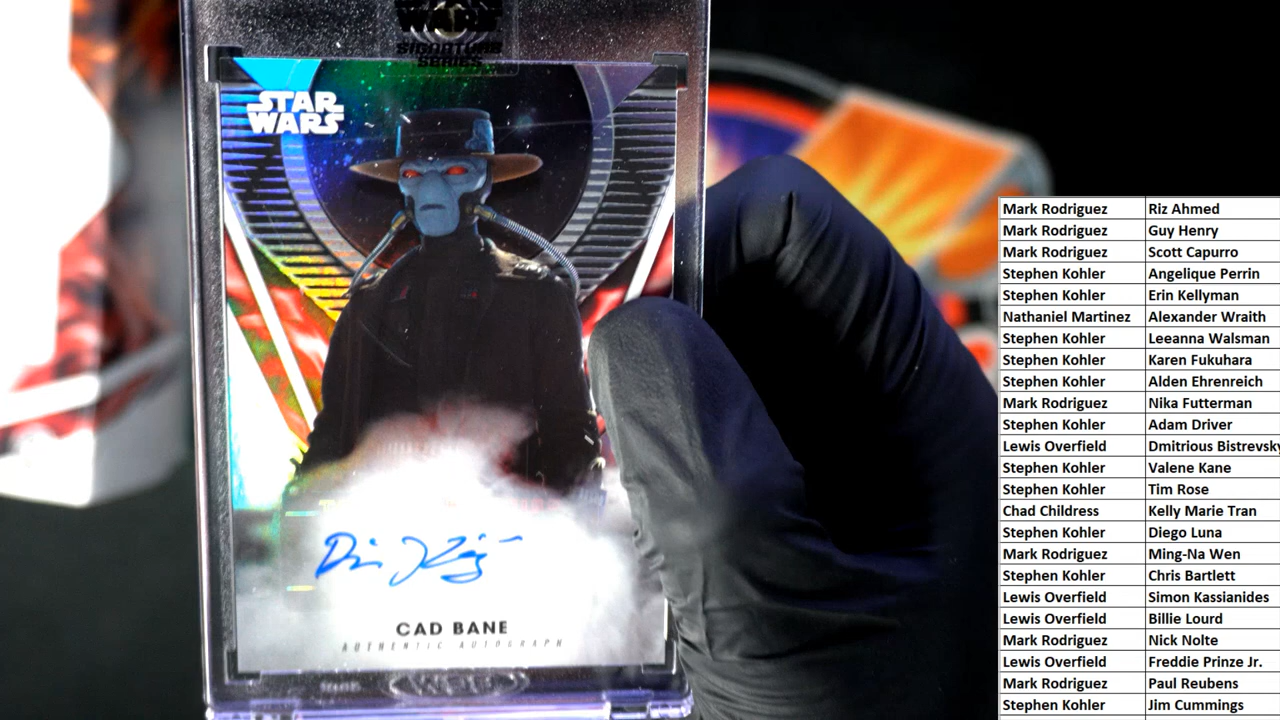 WARS
SIGNATURE
SERIES
STAR
WARS
CAD BANE
AUTHENTIC AUTOGRAPH
Mark Rodriguez Riz Ahmed
Mark Rodriguez Guy Henry
Mark Rodriguez Scott Capurro
Stephen Kohler Angelique Perrin
Stephen Kohler Erin Kellyman
Nathaniel Martinez Alexander Wraith
Stephen Kohler Leeanna Walsman
Stephen Kohler Karen Fukuhara
Stephen Kohler Alden Ehrenreich
Mark Rodriguez Nika Futterman
Stephen Kohler Adam Driver
Lewis Overfield Dmitrious Bistrevsky
Stephen Kohler Valene Kane
Stephen Kohler Tim Rose
Chad Childress Kelly Marie Tran
Stephen Kohler Diego Luna
Mark Rodriguez Ming-Na Wen
Stephen Kohler Chris Bartlett
Lewis Overfield Simon Kassianides
Lewis Overfield Billie Lourd
Mark Rodriguez Nick Nolte
Lewis Overfield Freddie Prinze Jr.
Mark Rodriguez Paul Reubens
Stephen Kohler Jim Cummings